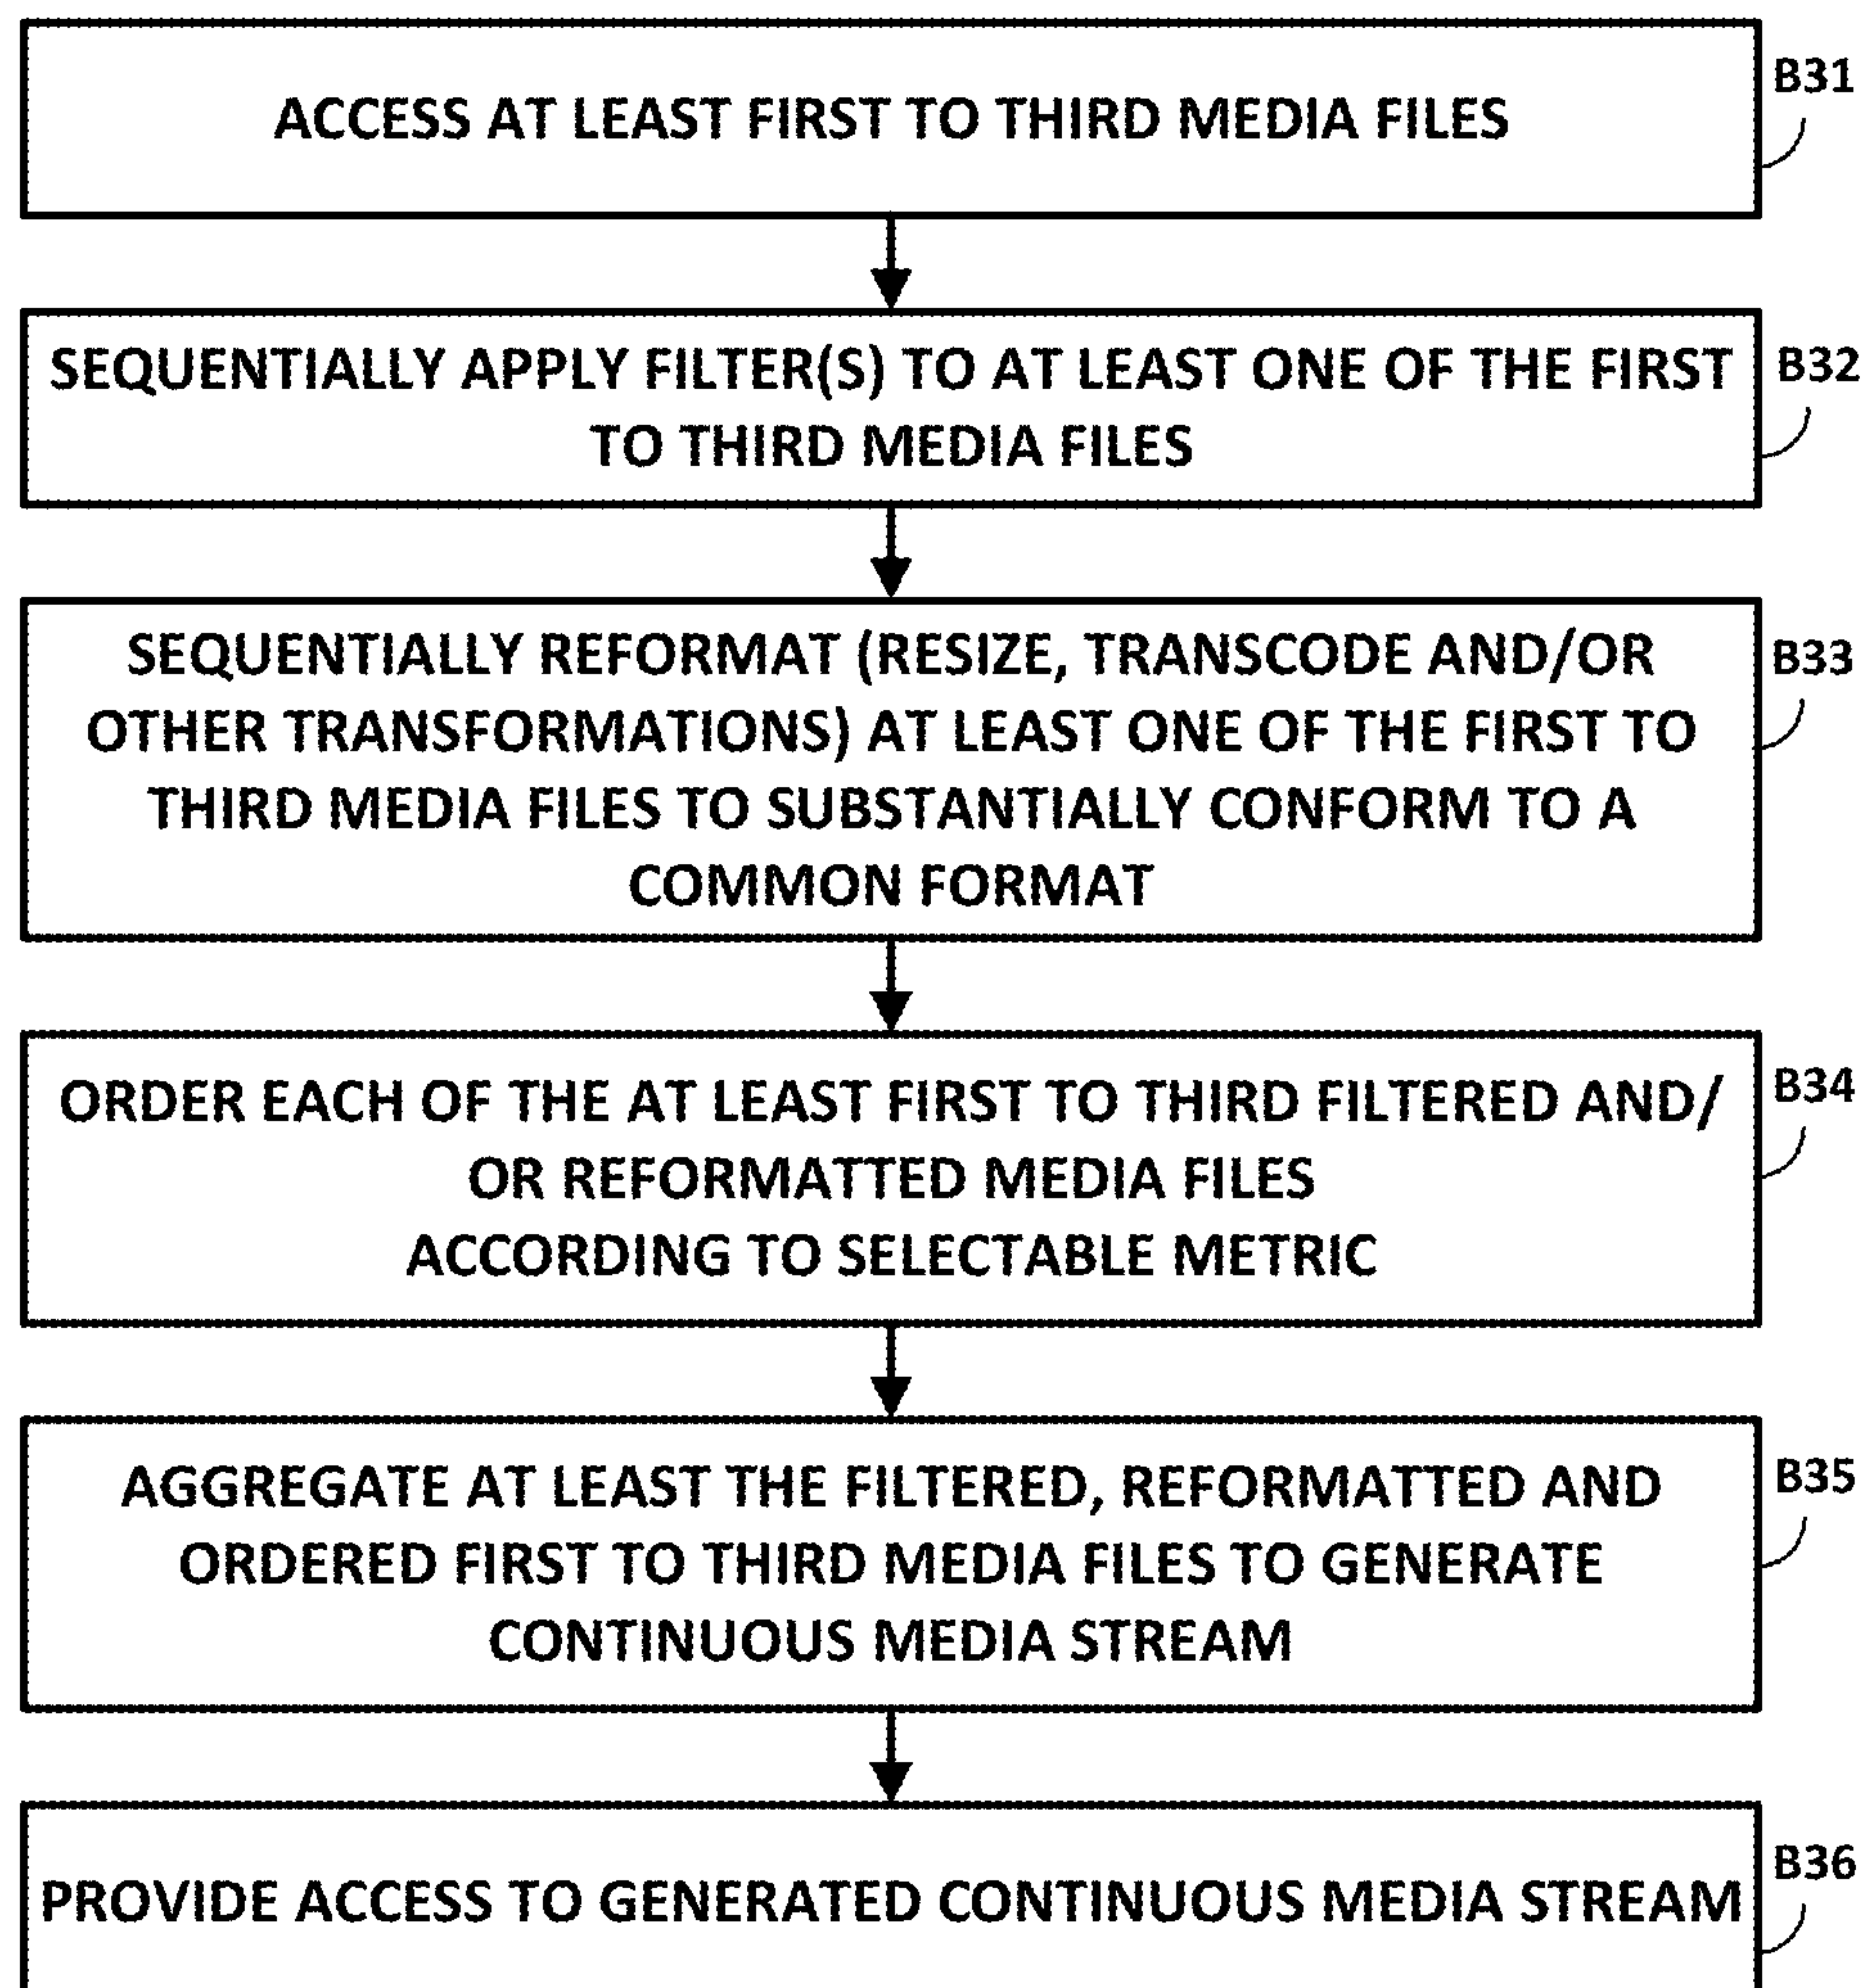 ACCESS AT LEAST FIRST TO THIRD MEDIA FILES
B31
SEQUENTIALLY APPLY FILTER(S) TO AT LEAST ONE OF THE FIRST
TO THIRD MEDIA FILES
B32
SEQUENTIALLY REFORMAT (RESIZE, TRANSCODE AND/OR
OTHER TRANSFORMATIONS) AT LEAST ONE OF THE FIRST TO
THIRD MEDIA FILES TO SUBSTANTIALLY CONFORM TO A
COMMON FORMAT
B33
ORDER EACH OF THE AT LEAST FIRST TO THIRD FILTERED AND/
OR REFORMATTED MEDIA FILES
ACCORDING TO SELECTABLE METRIC
B34
AGGREGATE AT LEAST THE FILTERED, REFORMATTED AND
ORDERED FIRST TO THIRD MEDIA FILES TO GENERATE
CONTINUOUS MEDIA STREAM
B35
PROVIDE ACCESS TO GENERATED CONTINUOUS MEDIA STREAM
B36